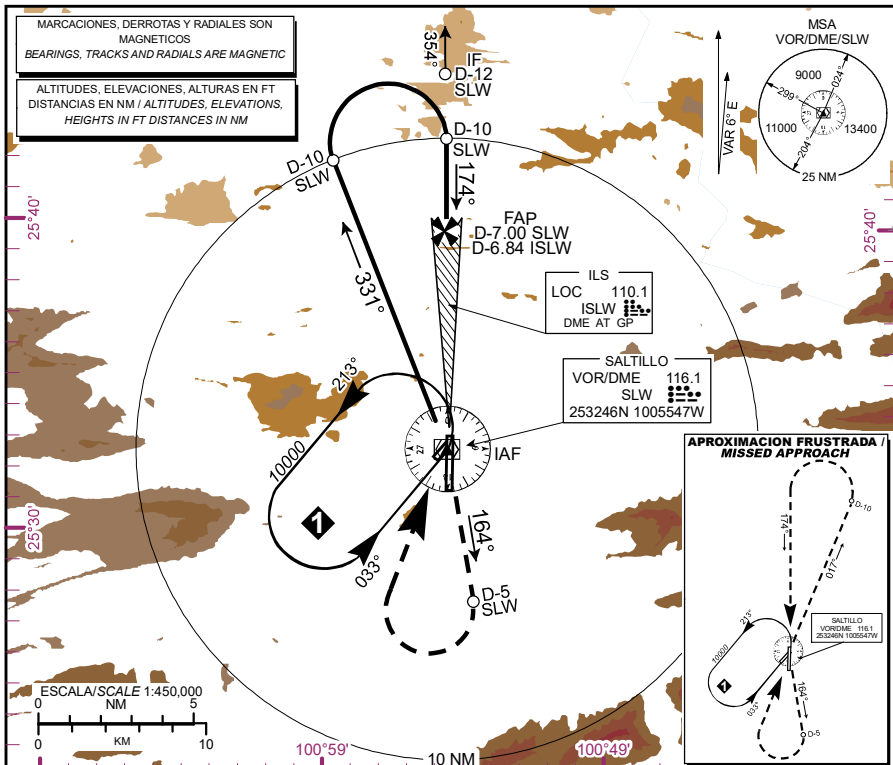 MARCACIONES, DERROTAS Y RADIALES SON
MAGNETICOS
BEARINGS, TRACKS AND RADIALS ARE MAGNETIC
ALTITUDES, ELEVACIONES, ALTURAS EN FT
DISTANCIAS EN NM / ALTITUDES, ELEVATIONS,
HEIGHTS IN FT DISTANCES IN NM
354°
IF
D-12
SLW
MSA
VOR/DME/SLW
9000
024°
299°
11000
13400
204°
25 NM
VAR 6° E
D-10
SLW
D-10
SLW
174°
25°40'
25°40'
FAP
D-7.00 SLW
D-6.84 ISLW
331°
ILS
LOC 110.1
ISLW
DME AT GP
SALTILLO
VOR/DME 116.1
SLW
253246N 1005547W
213°
10000
IAF
1
033°
164°
25°30'
D-5
SLW
APROXIMACION FRUSTRADA /
MISSED APPROACH
D-10
174°
017°
213°
SALTILLO
VOR/DME 116.1
253246N 1005547W
10000
1
033°
164°
D-5
ESCALA/SCALE 1:450,000
0 NM 5
0 KM 10
100°59'
10 NM
100°49'